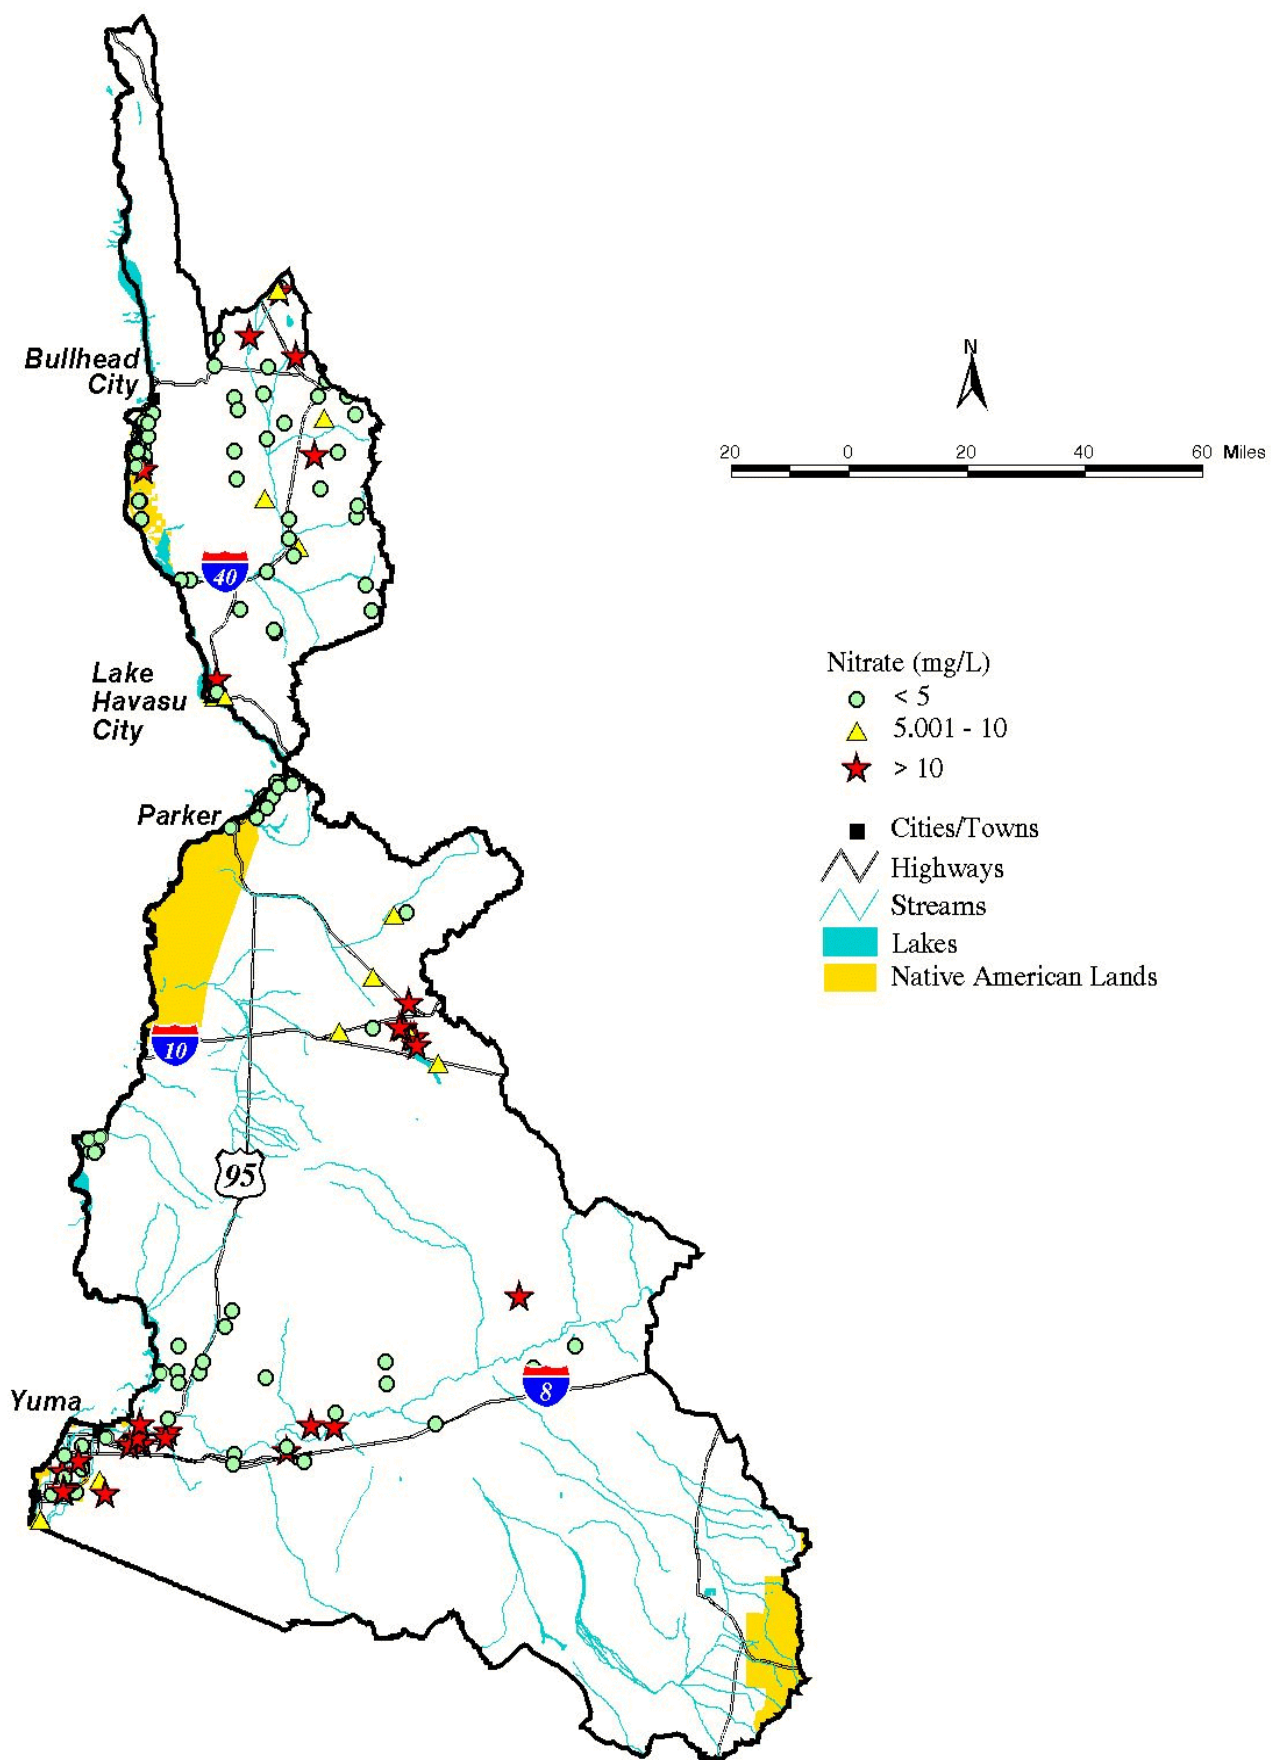 Bullhead
City
N
20 0 20 40 60 Miles
40
Nitrate (mg/L)
< 5
5.001 - 10
> 10
Lake
Havasu
City
Parker
Cities/Towns
Highways
Streams
Lakes
Native American Lands
10
95
8
Yuma